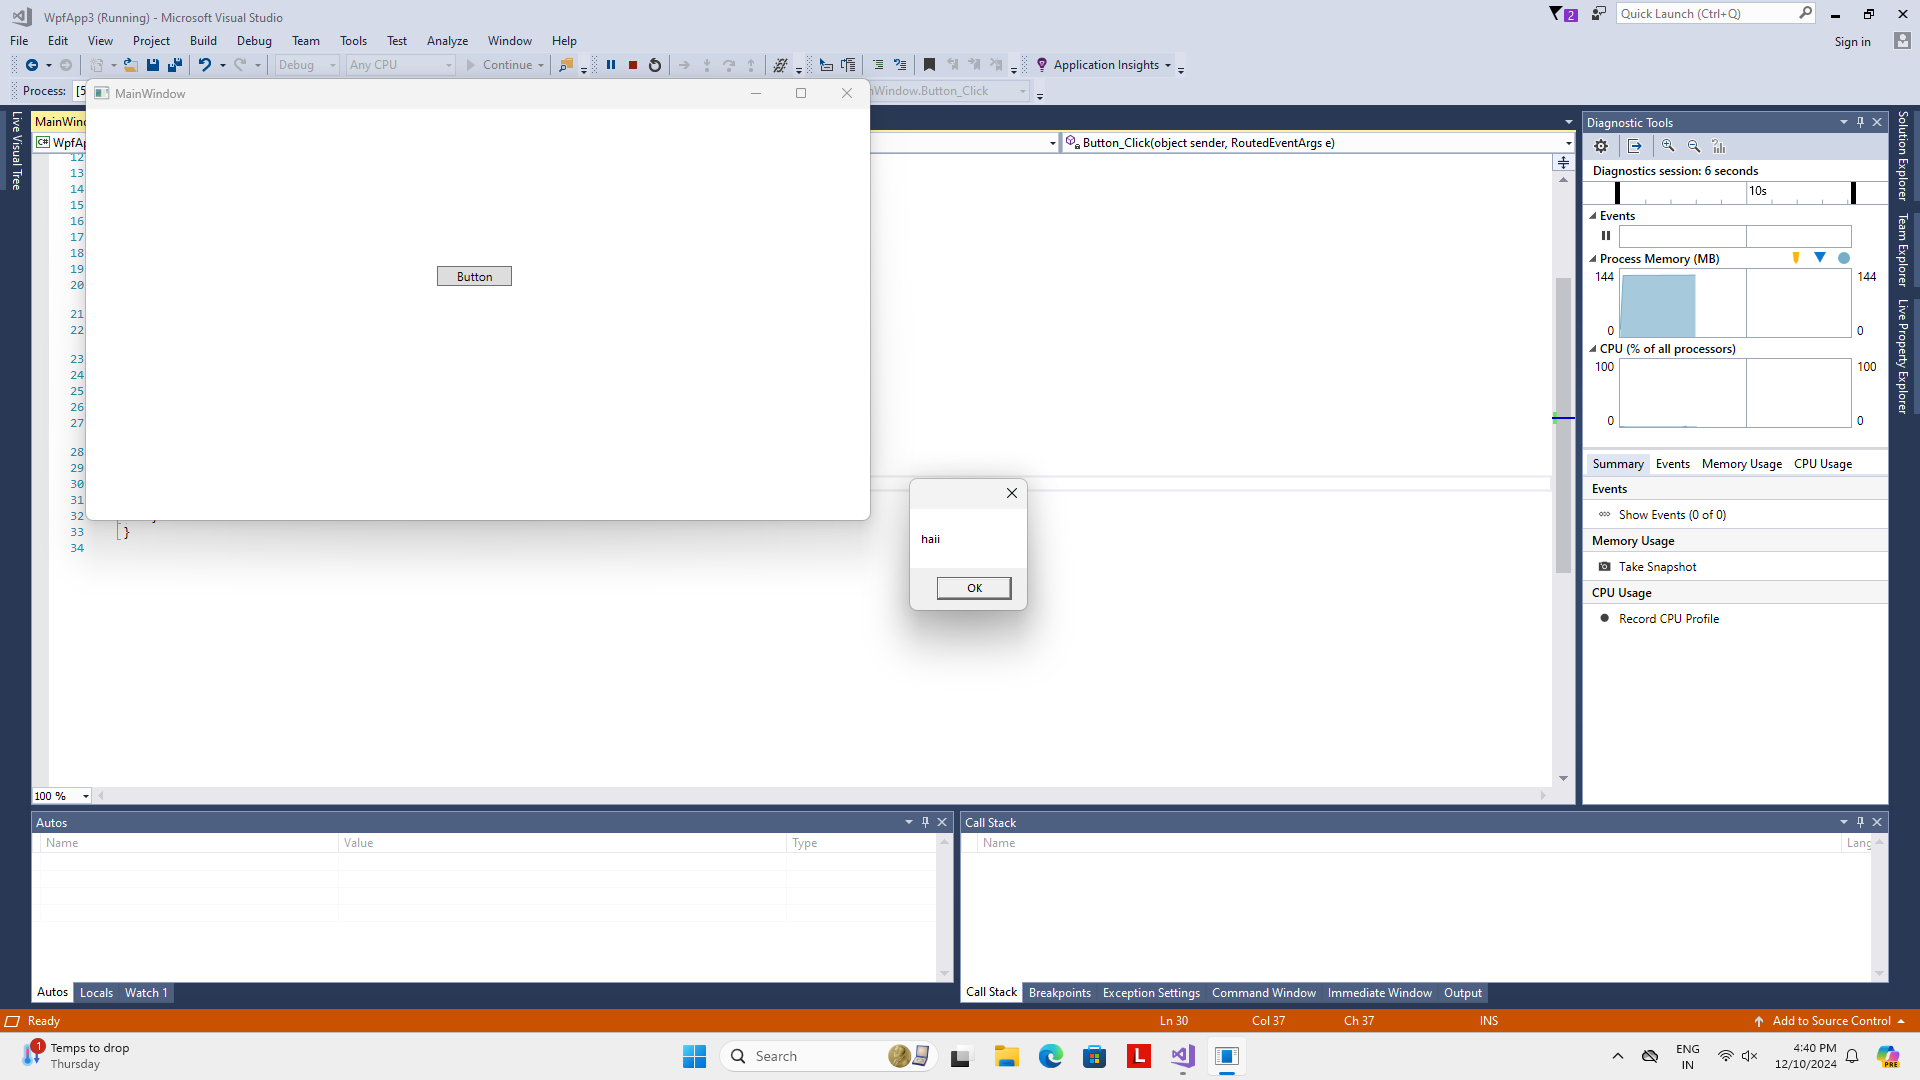 WpfApp3 (Running) - Microsoft Visual Studio
2
Quick Launch (Ctrl+Q)
File Edit View Project Build Debug Team Tools Test Analyze Window Help
Sign in
Debug Any CPU Continue Application Insights
Process: [5
nWindow.Button_Click
MainWindow
Button
MainWind
C# WpfAp
Button_Click(object sender, RoutedEventArgs e)
12
13
14
15
16
17
18
19
20
21
22
23
24
25
26
27
28
29
30
31
32
33 }
34
haii
OK
100 %
Live Visual Tree
Diagnostic Tools
Diagnostics session: 6 seconds
10s
Events
Process Memory (MB)
144 144
0 0
CPU (% of all processors)
100 100
0 0
Summary Events Memory Usage CPU Usage
Events
Show Events (0 of 0)
Memory Usage
Take Snapshot
CPU Usage
Record CPU Profile
Solution Explorer
Team Explorer
Live Property Explorer
Autos
Name Value Type
Autos Locals Watch 1
Call Stack
Name Lang
Call Stack Breakpoints Exception Settings Command Window Immediate Window Output
Ready Ln 30 Col 37 Ch 37 INS Add to Source Control
1
Temps to drop
Thursday
Search
L
ENG
IN
4:40 PM
12/10/2024
PRE